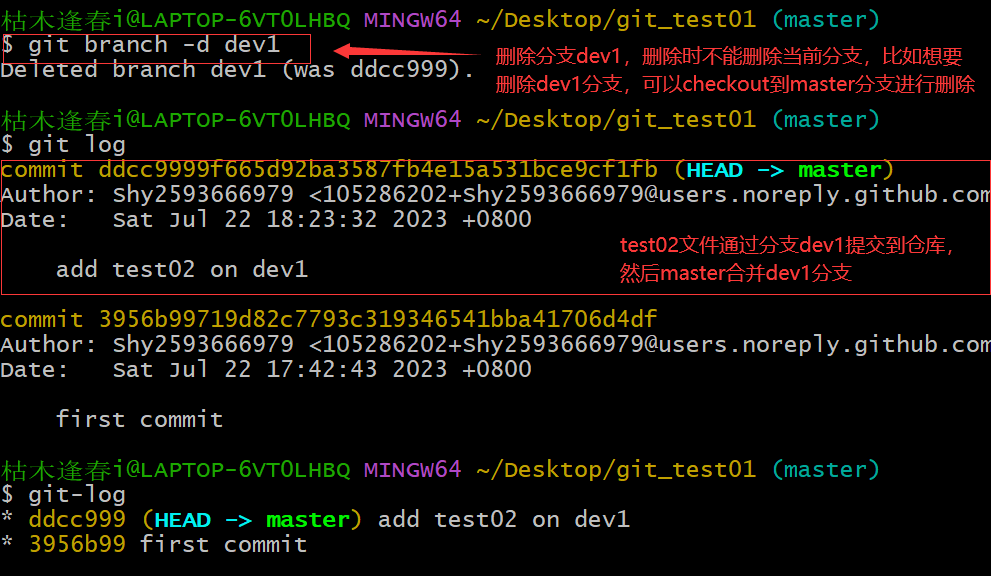 枯木逢春i@LAPTOP-6VT0LHBQ MINGW64 ~/Desktop/git_test01 (master)
$ git branch -d dev1
Deleted branch dev1 (was ddcc999).
删除分支dev1，删除时不能删除当前分支，比如想要
删除dev1分支，可以checkout到master分支进行删除
枯木逢春i@LAPTOP-6VT0LHBQ MINGW64 ~/Desktop/git_test01 (master)
$ git log
commit ddcc9999f665d92ba3587fb4e15a531bce9cf1fb (HEAD -> master)
Author: Shy2593666979 <105286202+Shy2593666979@users.noreply.github.com
Date:   Sat Jul 22 18:23:32 2023 +0800
add test02 on dev1
test02文件通过分支dev1提交到仓库，
然后master合并dev1分支
commit 3956b99719d82c7793c319346541bba41706d4df
Author: Shy2593666979 <105286202+Shy2593666979@users.noreply.github.com
Date:   Sat Jul 22 17:42:43 2023 +0800
first commit
枯木逢春i@LAPTOP-6VT0LHBQ MINGW64 ~/Desktop/git_test01 (master)
$ git-log
* ddcc999 (HEAD -> master) add test02 on dev1
* 3956b99 first commit